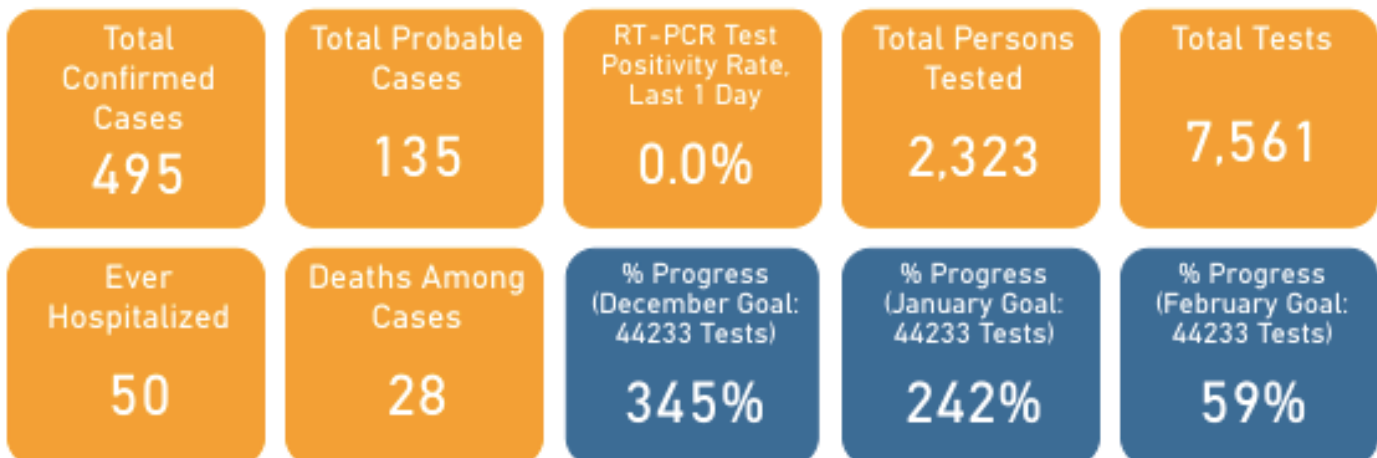 Total
Confirmed
Cases
495
Total Probable
Cases
135
RT-PCR Test
Positivity Rate,
Last 1 Day
0.0%
Total Persons
Tested
2,323
Total Tests
7,561
Ever
Hospitalized
50
Deaths Among
Cases
28
% Progress
(December Goal:
44233 Tests)
345%
% Progress
(January Goal:
44233 Tests)
242%
% Progress
(February Goal:
44233 Tests)
59%